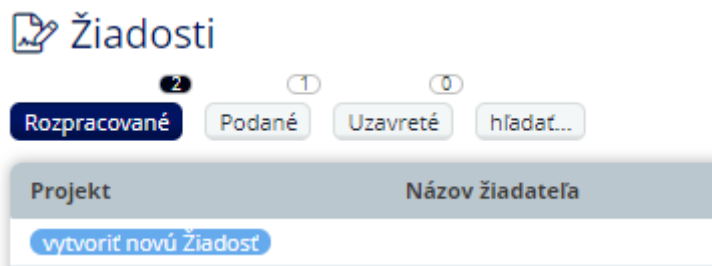 Žiadosti
2 1 0
Rozpracované Podané Uzavreté hľadať...
Projekt Názov žiadateľa
vytvoriť novú Žiadosť